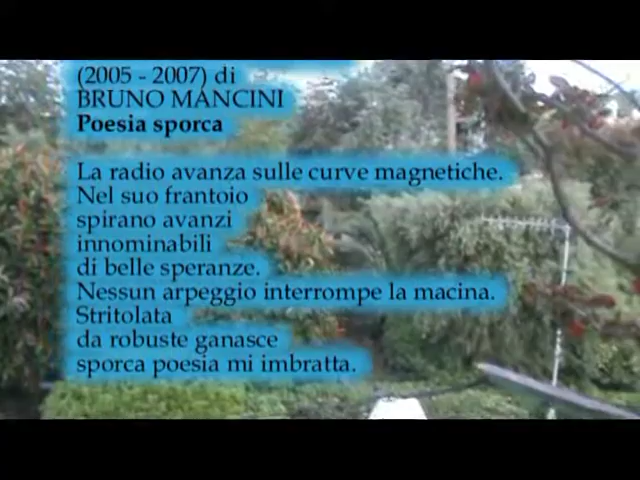 (2005 - 2007) di
BRUNO MANCINI
Poesia sporca
La radio avanza sulle curve magnetiche.
Nel suo frantoio
spirano avanzi
innominabili
di belle speranze.
Nessun arpeggio interrompe la macina.
Stritolata
da robuste ganasce
sporca poesia mi imbratta.